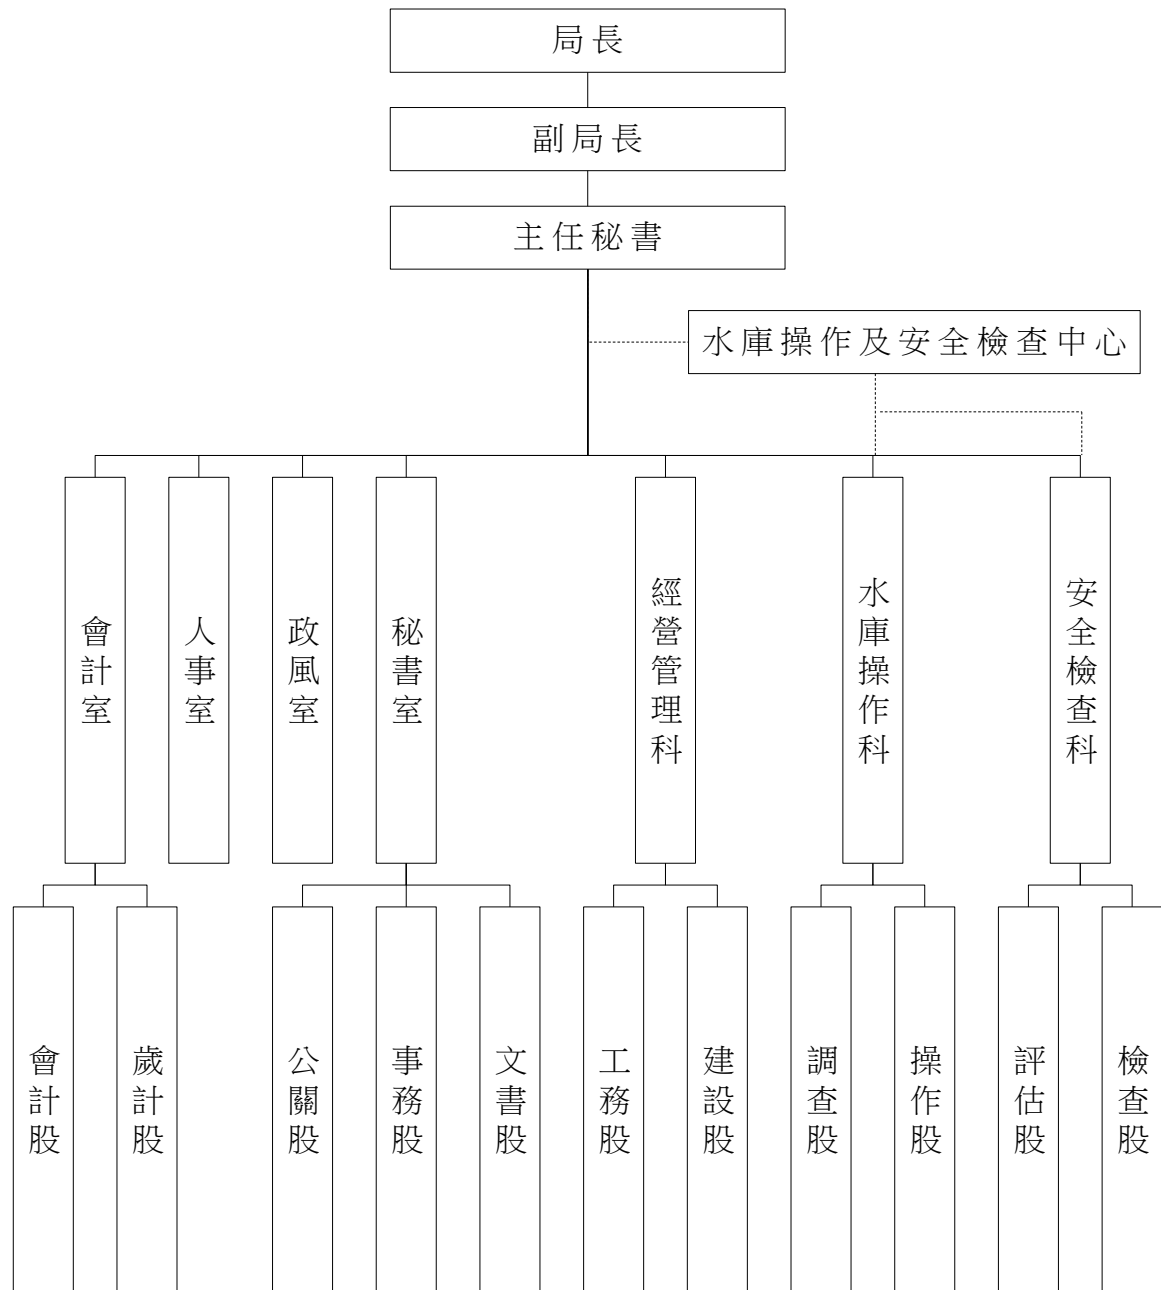 局長
副局長
主任秘書
水庫操作及安全檢查中心
會計室
人事室
政風室
秘書室
經營管理科
水庫操作科
安全檢查科
會計股
歲計股
公關股
事務股
文書股
工務股
建設股
調查股
操作股
評估股
檢查股